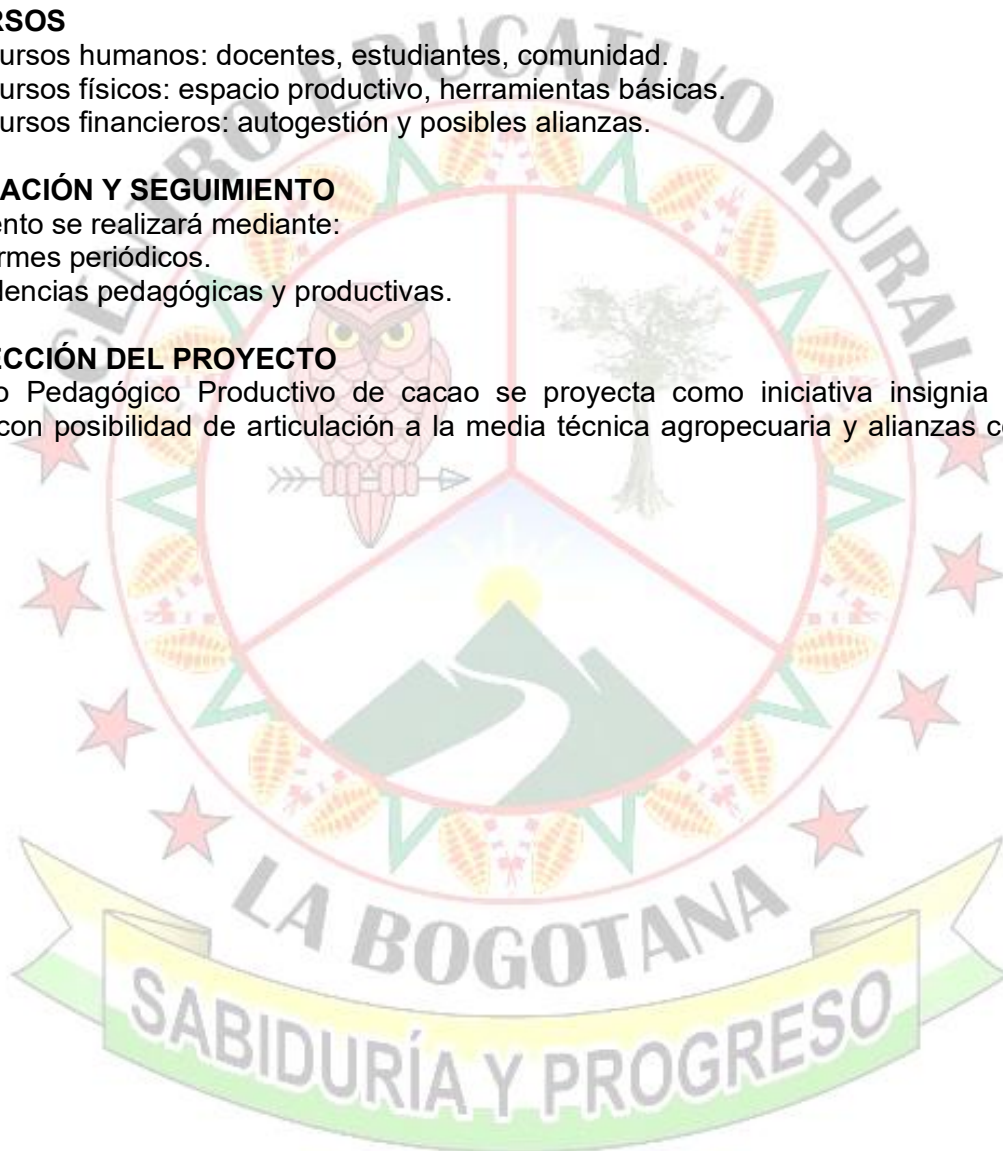 RSOS
ursos humanos: docentes, estudiantes, comunidad.
ursos físicos: espacio productivo, herramientas básicas.
ursos financieros: autogestión y posibles alianzas.
ACIÓN Y SEGUIMIENTO
ento se realizará mediante:
ormes periódicos.
dencias pedagógicas y productivas.
ECCIÓN DEL PROYECTO
o Pedagógico Productivo de cacao se proyecta como iniciativa insignia
con posibilidad de articulación a la media técnica agropecuaria y alianzas c
CENTRO EDUCATIVO RURAL
LA BOGOTANA
SABIDURÍA Y PROGRESO